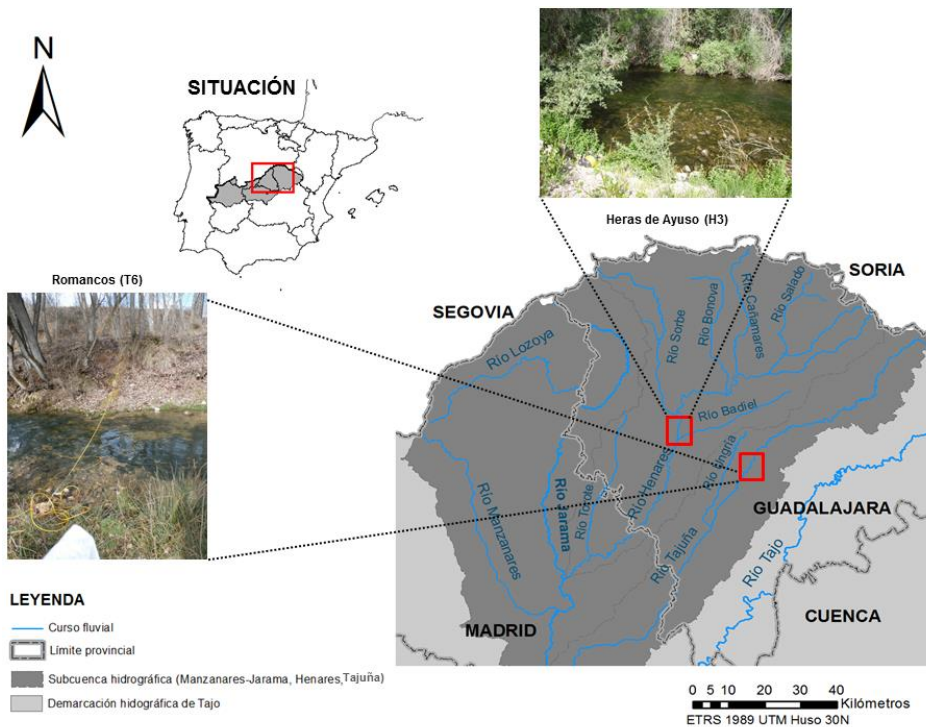 N
SITUACIÓN
Heras de Ayuso (H3)
Romancos (T6)
SORIA
SEGOVIA
Río Lozoya
Río Sorbe
Río Bonova
Río Cañamares
Río Salado
Río Badiel
Río Ungría
Río Henares
Río Torote
Río Jarama
Río Manzanares
Río Tajuña
GUADALAJARA
Río Tajo
CUENCA
MADRID
LEYENDA
Curso fluvial
Límite provincial
Subcuenca hidrográfica (Manzanares-Jarama, Henares,Tajuña)
Demarcación hidográfica de Tajo
0 5 10 20 30 40
Kilómetros
ETRS 1989 UTM Huso 30N